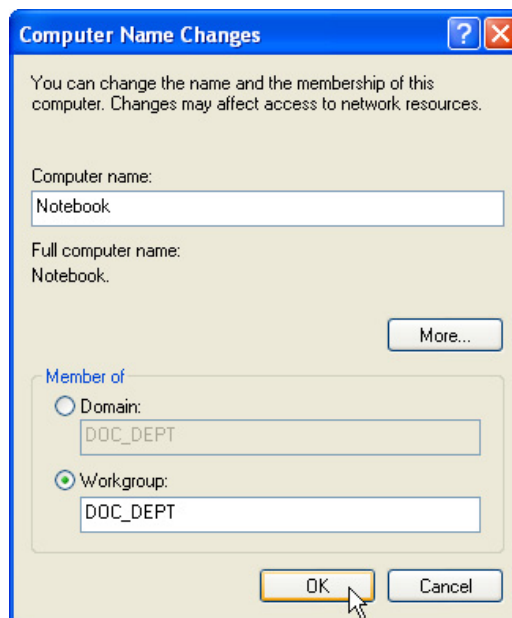 Computer Name Changes
You can change the name and the membership of this
computer. Changes may affect access to network resources.
Computer name:
Notebook
Full computer name:
Notebook.
More...
Member of
Domain:
DOC_DEPT
Workgroup:
DOC_DEPT
OK
Cancel